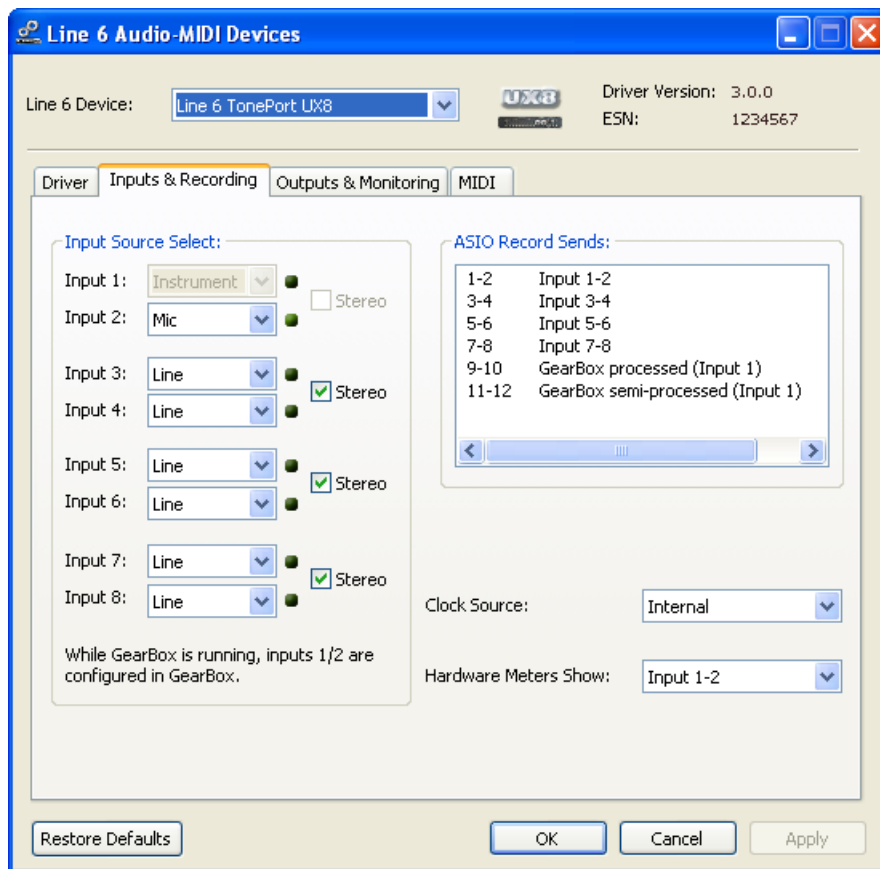 Line 6 Audio-MIDI Devices
Line 6 Device: Line 6 TonePort UX8
UX8
Driver Version: 3.0.0
ESN: 1234567
Driver Inputs & Recording Outputs & Monitoring MIDI
Input Source Select:
Input 1: Instrument
Stereo
Input 2: Mic
Input 3: Line
Stereo
Input 4: Line
Input 5: Line
Stereo
Input 6: Line
Input 7: Line
Stereo
Input 8: Line
While GearBox is running, inputs 1/2 are
configured in GearBox.
ASIO Record Sends:
1-2 Input 1-2
3-4 Input 3-4
5-6 Input 5-6
7-8 Input 7-8
9-10 GearBox processed (Input 1)
11-12 GearBox semi-processed (Input 1)
Clock Source: Internal
Hardware Meters Show: Input 1-2
Restore Defaults OK Cancel Apply